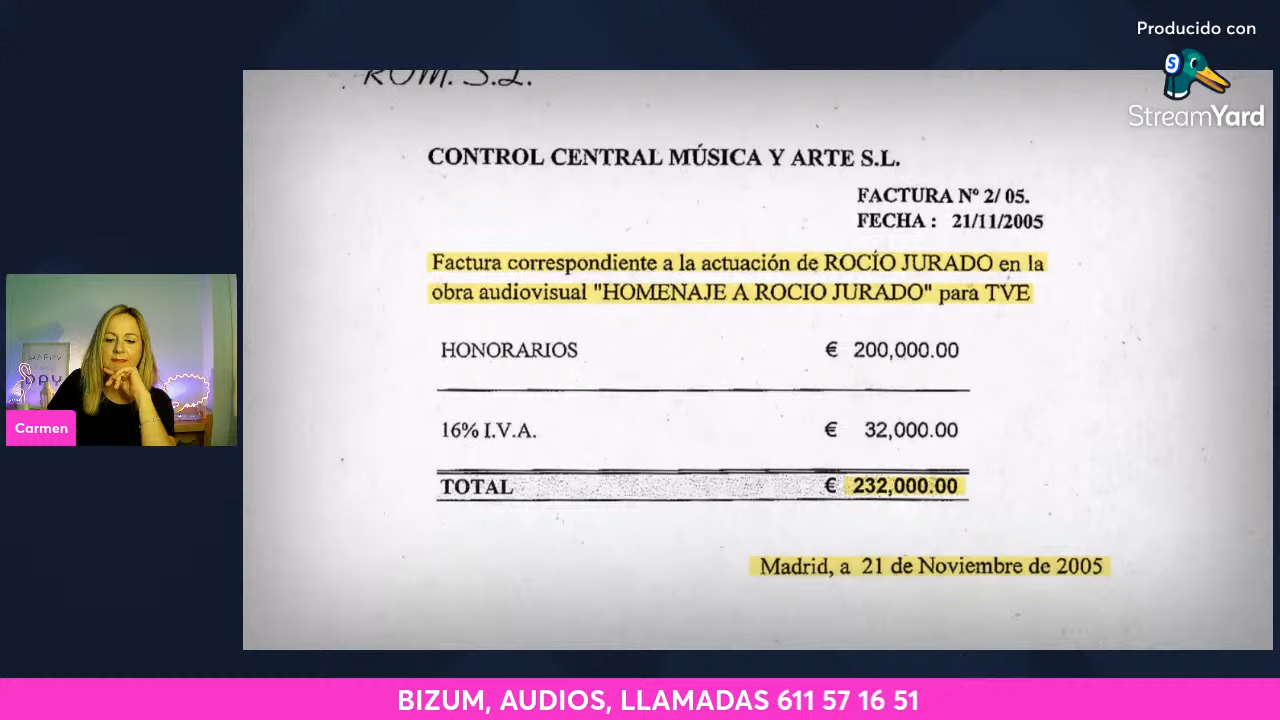 Producido con
StreamYard
ROM. S.L.
CONTROL CENTRAL MÚSICA Y ARTE S.L.
FACTURA Nº 2/ 05.
FECHA : 21/11/2005
Factura correspondiente a la actuación de ROCÍO JURADO en la
obra audiovisual "HOMENAJE A ROCIO JURADO" para TVE
HONORARIOS € 200,000.00
16% I.V.A. € 32,000.00
TOTAL € 232,000.00
Madrid, a 21 de Noviembre de 2005
HAPPY
DAY
Carmen
BIZUM, AUDIOS, LLAMADAS 611 57 16 51